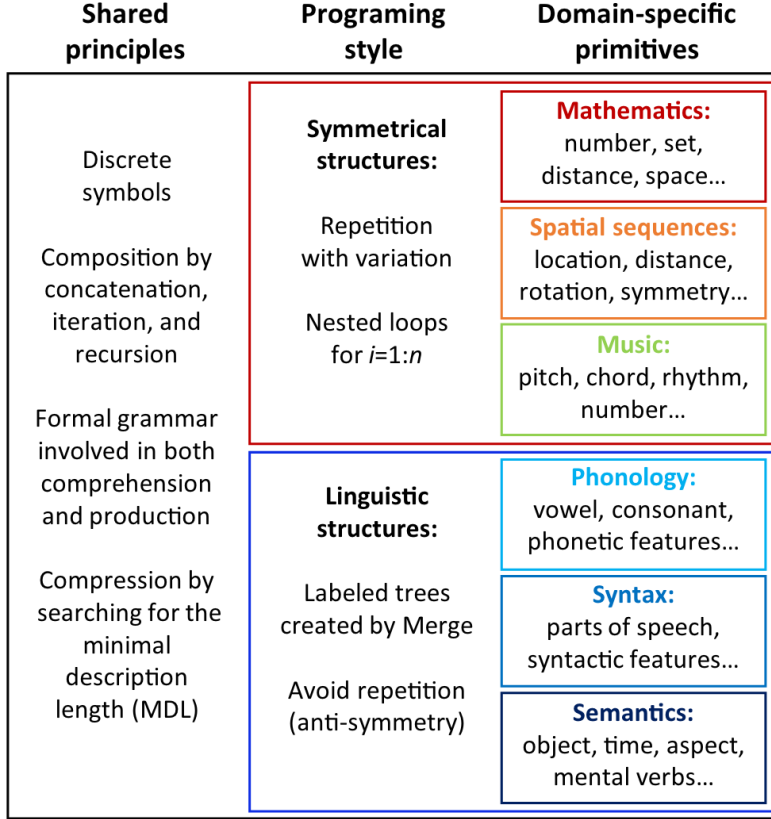 Shared
principles
Programing
style
Domain-specific
primitives
Discrete
symbols
Composition by
concatenation,
iteration, and
recursion
Formal grammar
involved in both
comprehension
and production
Compression by
searching for the
minimal
description
length (MDL)
Symmetrical
structures:
Repetition
with variation
Nested loops
for i=1:n
Mathematics:
number, set,
distance, space…
Spatial sequences:
location, distance,
rotation, symmetry…
Music:
pitch, chord, rhythm,
number…
Linguistic
structures:
Labeled trees
created by Merge
Avoid repetition
(anti-symmetry)
Phonology:
vowel, consonant,
phonetic features…
Syntax:
parts of speech,
syntactic features…
Semantics:
object, time, aspect,
mental verbs…